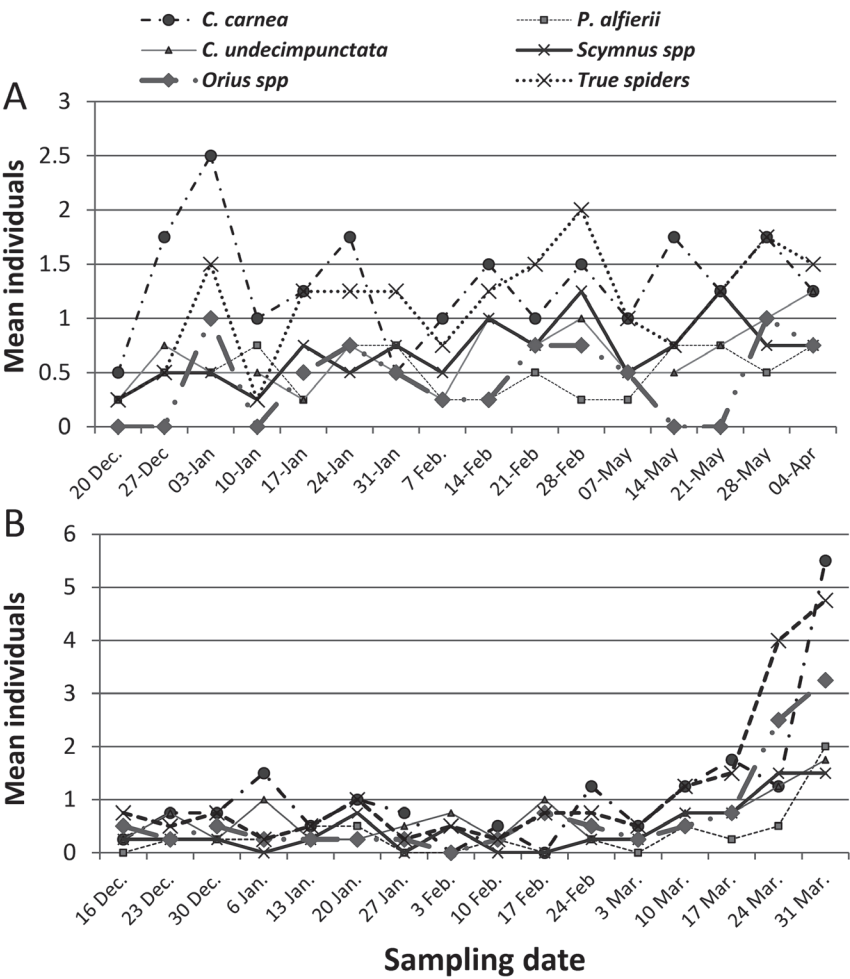 C. carnea P. alfierii
C. undecimpunctata Scymnus spp
Orius spp True spiders
A
Mean individuals
3
2.5
2
1.5
1
0.5
0
20 Dec. 27-Dec 03-Jan 10-Jan 17-Jan 24-Jan 31-Jan 7 Feb. 14-Feb 21-Feb 28-Feb 07-May 14-May 21-May 28-May 04-Apr
B
Mean individuals
6
5
4
3
2
1
0
16 Dec. 23 Dec. 30 Dec. 6 Jan. 13 Jan. 20 Jan. 27 Jan. 3 Feb. 10 Feb. 17 Feb. 24-Feb 3 Mar. 10 Mar. 17 Mar. 24 Mar. 31 Mar.
Sampling date